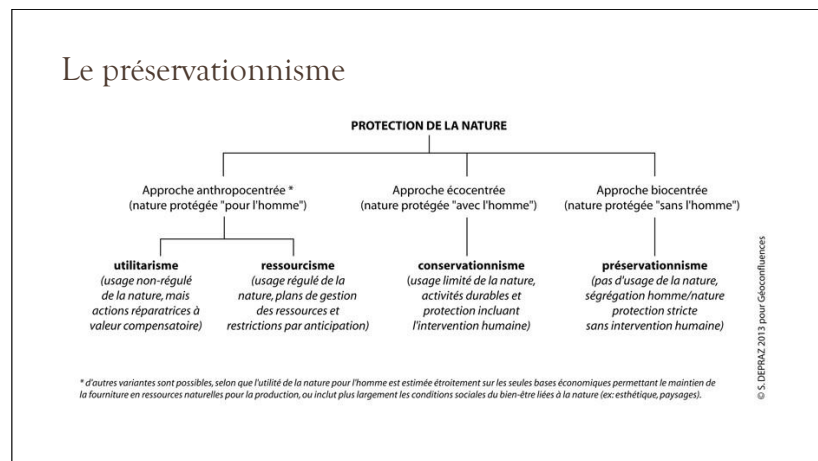 Le préservationnisme
PROTECTION DE LA NATURE
Approche anthropocentrée *
(nature protégée "pour l'homme")
Approche écocentrée
(nature protégée "avec l'homme")
Approche biocentrée
(nature protégée "sans l'homme")
utilitarisme
(usage non-régulé
de la nature, mais
actions réparatrices à
valeur compensatoire)
ressourcisme
(usage régulé de la
nature, plans de gestion
des ressources et
restrictions par anticipation)
conservationnisme
(usage limité de la nature,
activités durables et
protection incluant
l'intervention humaine)
préservationnisme
(pas d'usage de la nature,
ségrégation homme/nature
protection stricte
sans intervention humaine)
* d'autres variantes sont possibles, selon que l'utilité de la nature pour l'homme est estimée étroitement sur les seules bases économiques permettant le maintien de
la fourniture en ressources naturelles pour la production, ou inclut plus largement les conditions sociales du bien-être liées à la nature (ex: esthétique, paysages).
© S. DEPRAZ 2013 pour Géoconfluences